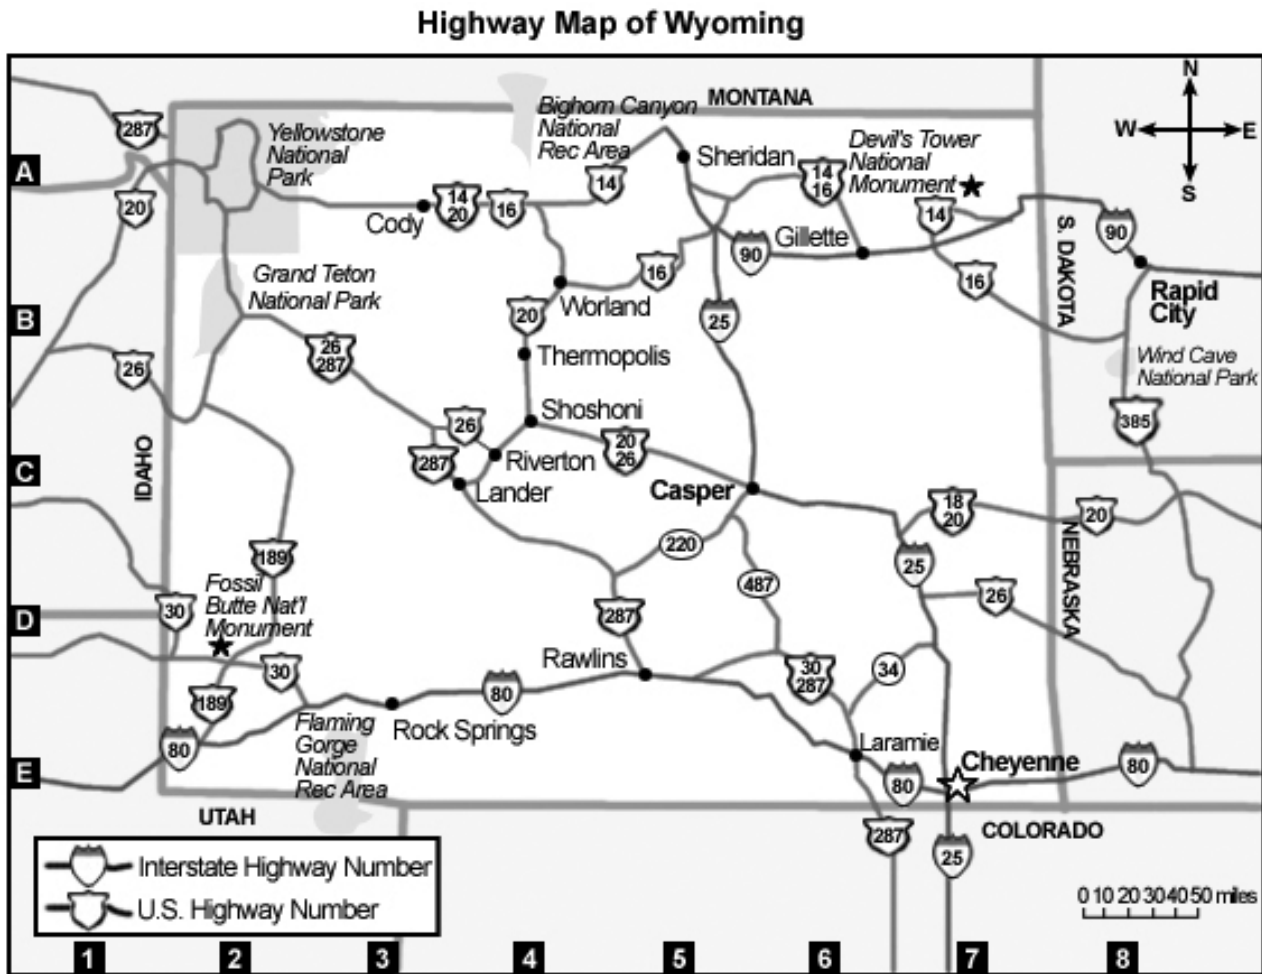 Highway Map of Wyoming
MONTANA
N
W
E
S
287
Yellowstone
National
Park
Bighorn Canyon
National
Rec Area
Sheridan
Devil's Tower
National
Monument
A
20
14
20
16
14
14
16
14
90
Cody
Gillette
90
S. DAKOTA
16
16
Rapid
City
Grand Teton
National Park
B
20
Worland
25
Thermopolis
26
26
287
Wind Cave
National Park
385
Shoshoni
26
20
26
287
Riverton
C
IDAHO
Lander
Casper
18
20
20
NEBRASKA
220
189
25
487
26
Fossil
Butte Nat'l
Monument
D
30
287
Rawlins
30
287
34
30
189
80
Rock Springs
Flaming
Gorge
National
Rec Area
80
E
Laramie
Cheyenne
80
80
UTAH
COLORADO
287
25
Interstate Highway Number
U.S. Highway Number
0 10 20 30 40 50 miles
1
2
3
4
5
6
7
8